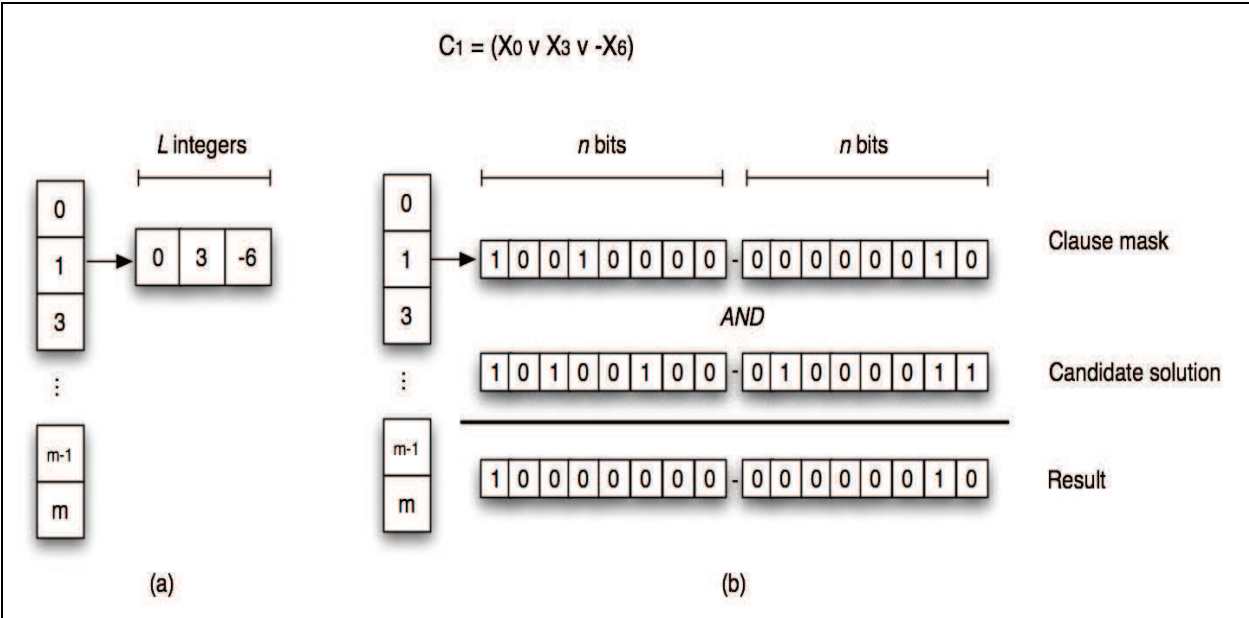 C1 = (X0 v X3 v -X6)
L integers
0
1
3
⋮
m-1
m
0 3 -6
(a)
n bits n bits
0
1
3
⋮
m-1
m
1 0 0 1 0 0 0 0 - 0 0 0 0 0 0 1 0
Clause mask
AND
1 0 1 0 0 1 0 0 - 0 1 0 0 0 0 1 1
Candidate solution
1 0 0 0 0 0 0 0 - 0 0 0 0 0 0 1 0
Result
(b)